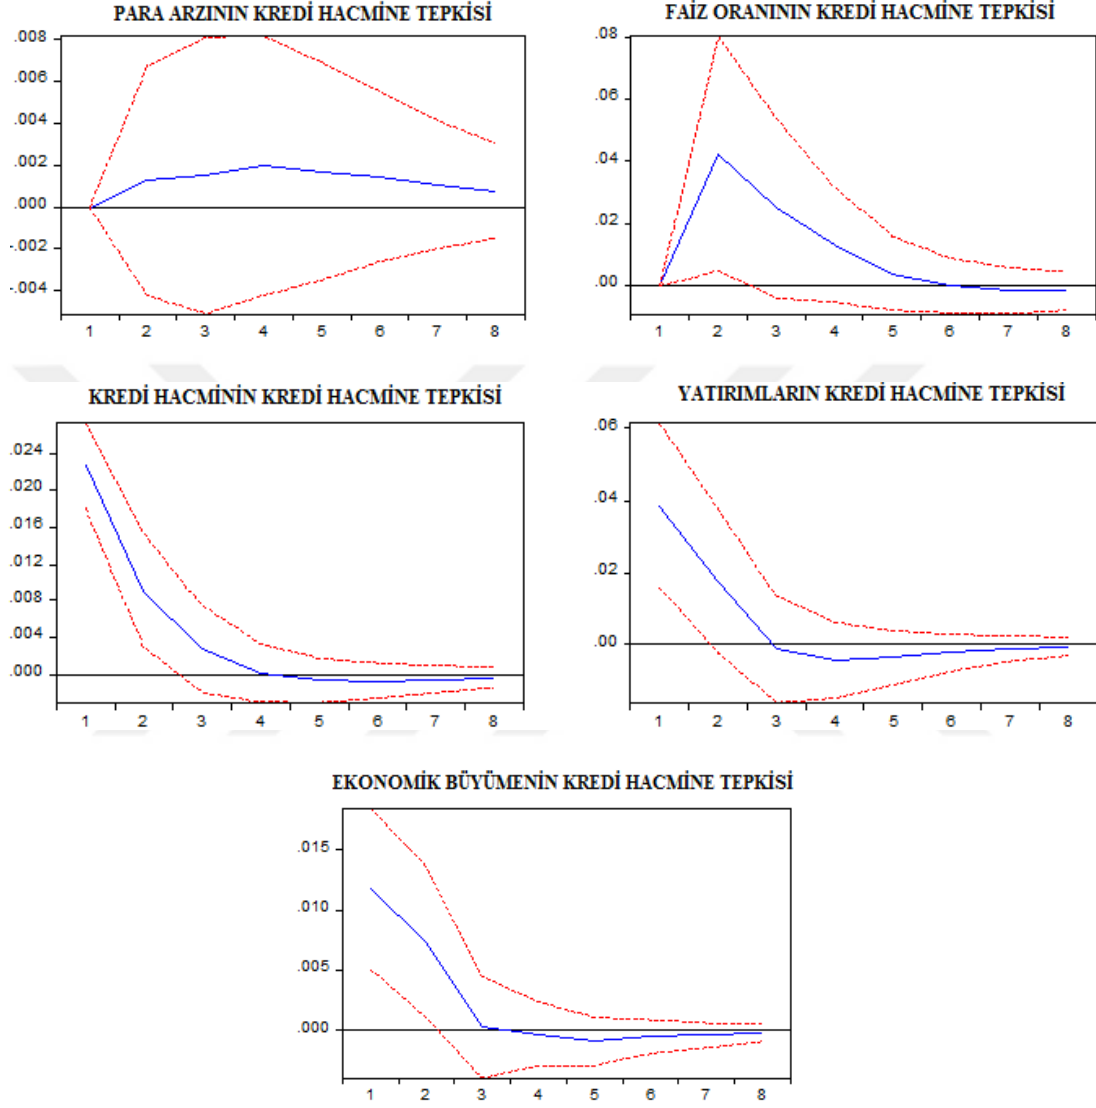 PARA ARZININ KREDİ HACMİNE TEPKİSİ
.008
.006
.004
.002
.000
-.002
-.004
1 2 3 4 5 6 7 8
FAİZ ORANININ KREDİ HACMİNE TEPKİSİ
.08
.06
.04
.02
.00
1 2 3 4 5 6 7 8
KREDİ HACMİNİN KREDİ HACMİNE TEPKİSİ
.024
.020
.016
.012
.008
.004
.000
1 2 3 4 5 6 7 8
YATIRIMLARIN KREDİ HACMİNE TEPKİSİ
.06
.04
.02
.00
1 2 3 4 5 6 7 8
EKONOMİK BÜYÜMENİN KREDİ HACMİNE TEPKİSİ
.015
.010
.005
.000
1 2 3 4 5 6 7 8